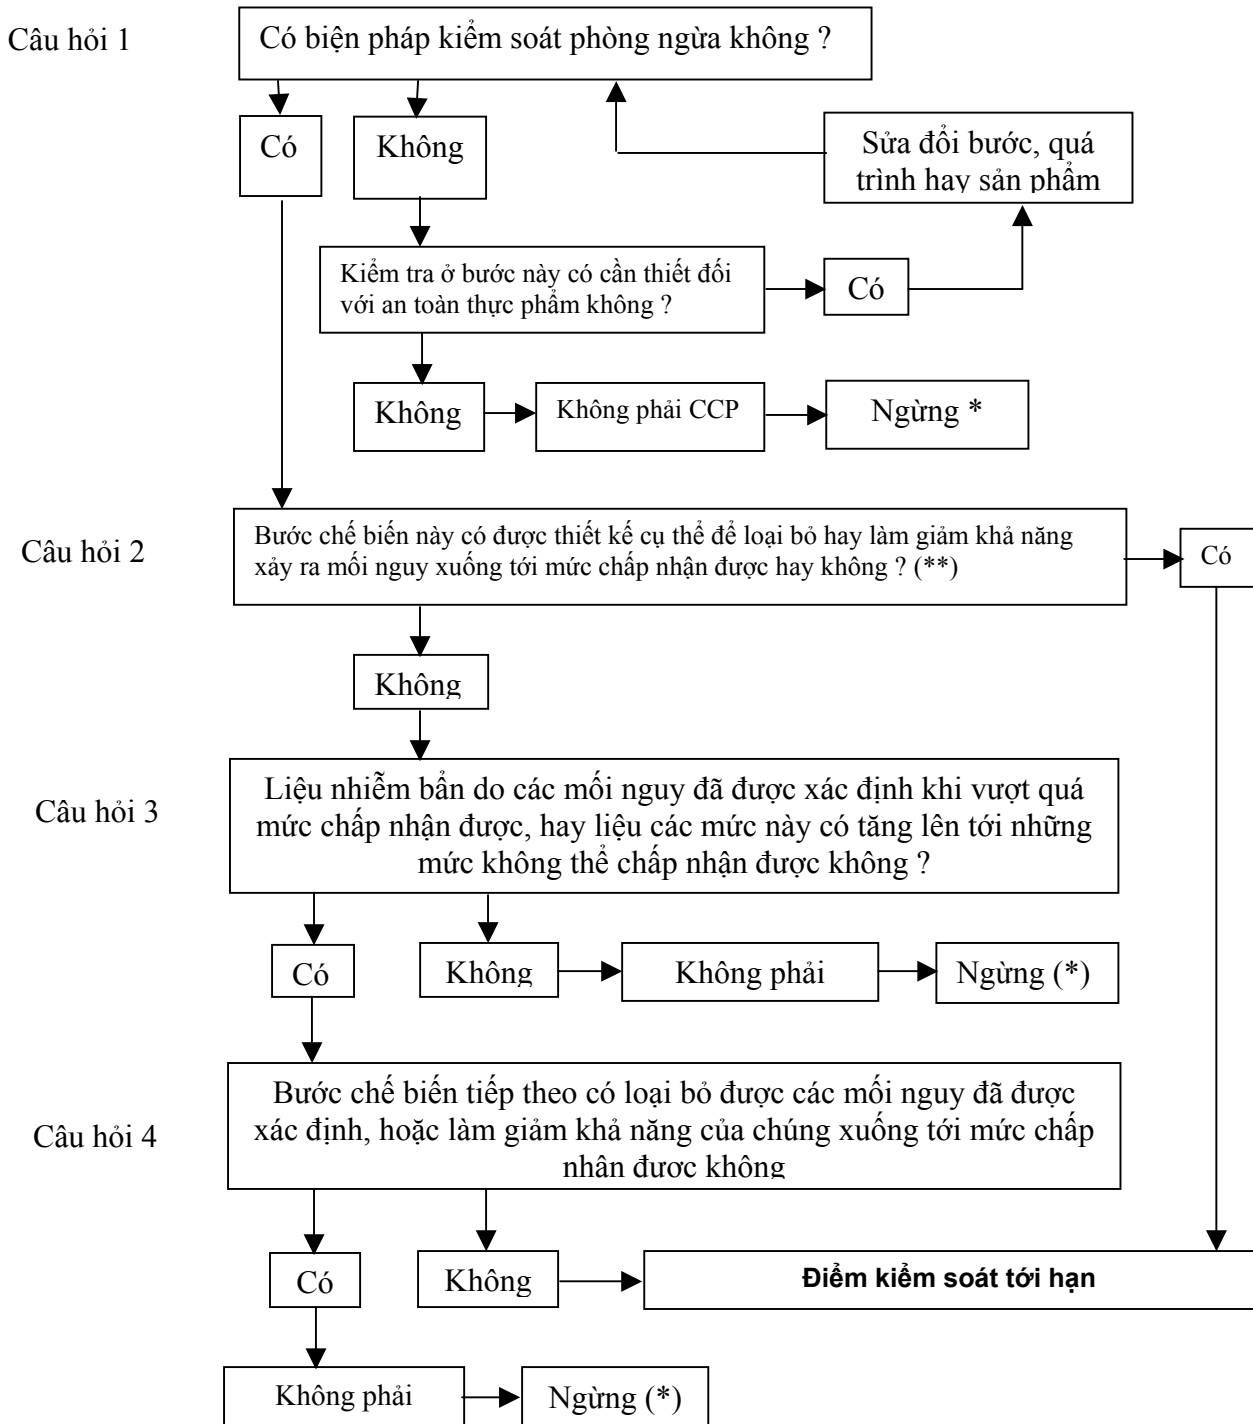 Câu hỏi 1
Có biện pháp kiểm soát phòng ngừa không ?
Có
Không
Sửa đổi bước, quá
trình hay sản phẩm
Kiểm tra ở bước này có cần thiết đối
với an toàn thực phẩm không ?
Có
Không
Không phải CCP
Ngừng *
Câu hỏi 2
Bước chế biến này có được thiết kế cụ thể để loại bỏ hay làm giảm khả năng
xảy ra mối nguy xuống tới mức chấp nhận được hay không ? (**)
Có
Không
Câu hỏi 3
Liệu nhiễm bẩn do các mối nguy đã được xác định khi vượt quá
mức chấp nhận được, hay liệu các mức này có tăng lên tới những
mức không thể chấp nhận được không ?
Có
Không
Không phải
Ngừng (*)
Câu hỏi 4
Bước chế biến tiếp theo có loại bỏ được các mối nguy đã được
xác định, hoặc làm giảm khả năng của chúng xuống tới mức chấp
nhận được không
Có
Không
Điểm kiểm soát tới hạn
Không phải
Ngừng (*)